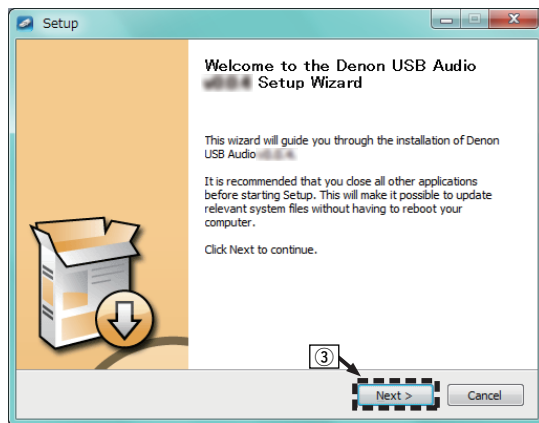 Setup
Welcome to the Denon USB Audio
Setup Wizard
This wizard will guide you through the installation of Denon
USB Audio
It is recommended that you close all other applications
before starting Setup. This will make it possible to update
relevant system files without having to reboot your
computer.
Click Next to continue.
③
Next >
Cancel